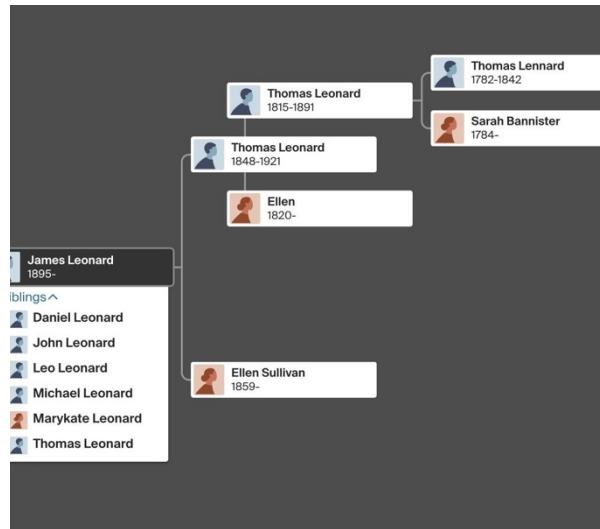 Thomas Lennard
1782-1842
Thomas Leonard
1815-1891
Sarah Bannister
1784-
Thomas Leonard
1848-1921
Ellen
1820-
James Leonard
1895-
iblings
Daniel Leonard
John Leonard
Leo Leonard
Michael Leonard
Marykate Leonard
Thomas Leonard
Ellen Sullivan
1859-